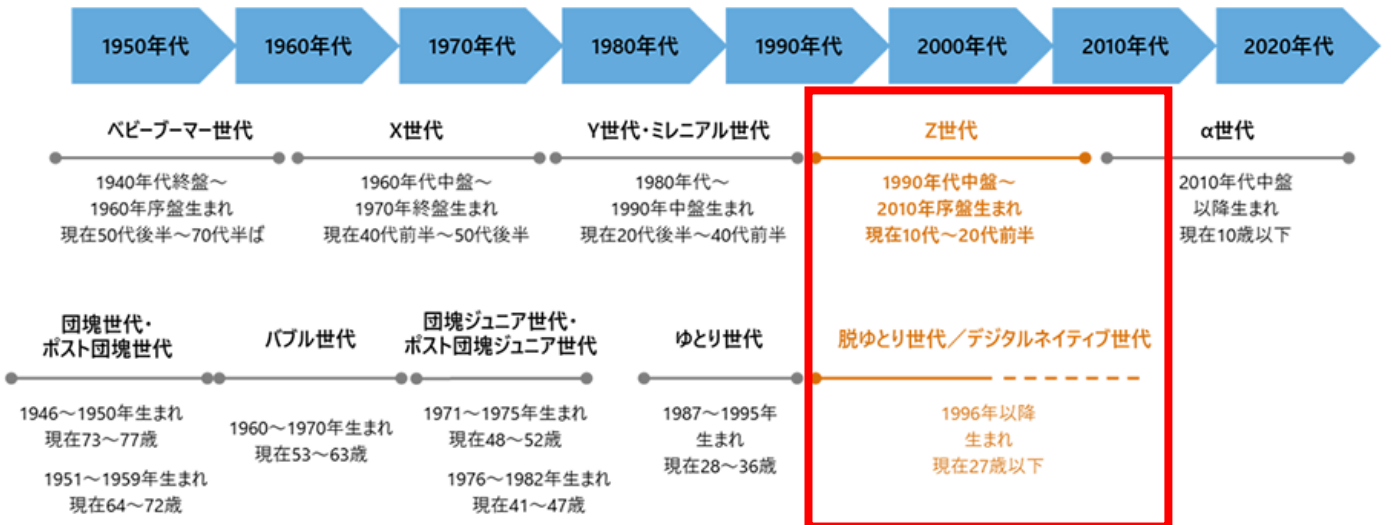 1950年代
1960年代
1970年代
1980年代
1990年代
2000年代
2010年代
2020年代
ベビーブーマー世代
1940年代終盤～
1960年序盤生まれ
現在50代後半～70代半ば
X世代
1960年代中盤～
1970年終盤生まれ
現在40代前半～50代後半
Y世代・ミレニアル世代
1980年代～
1990年中盤生まれ
現在20代後半～40代前半
Z世代
1990年代中盤～
2010年序盤生まれ
現在10代～20代前半
α世代
2010年代中盤
以降生まれ
現在10歳以下
団塊世代・
ポスト団塊世代
1946～1950年生まれ
現在73～77歳
1951～1959年生まれ
現在64～72歳
バブル世代
1960～1970年生まれ
現在53～63歳
団塊ジュニア世代・
ポスト団塊ジュニア世代
1971～1975年生まれ
現在48～52歳
1976～1982年生まれ
現在41～47歳
ゆとり世代
1987～1995年
生まれ
現在28～36歳
脱ゆとり世代／デジタルネイティブ世代
1996年以降
生まれ
現在27歳以下